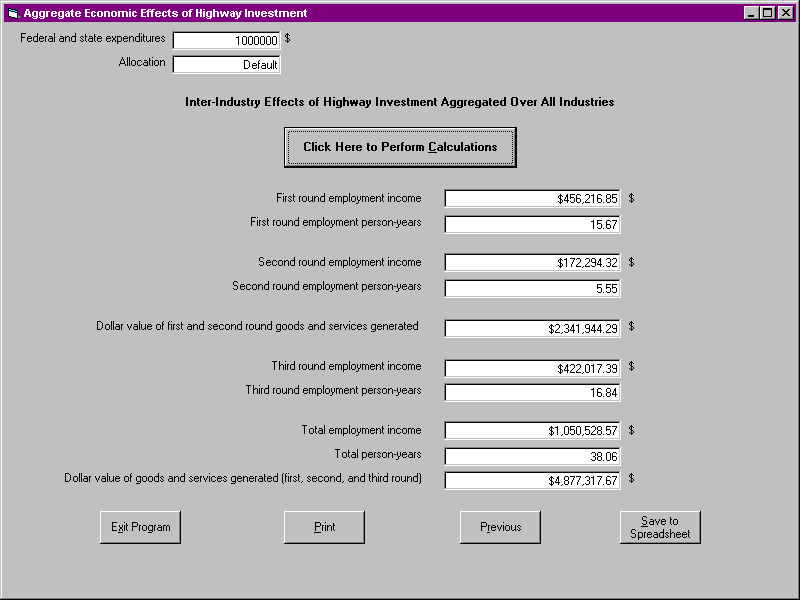 Aggregate Economic Effects of Highway Investment
Federal and state expenditures 1000000 $
Allocation Default
Inter-Industry Effects of Highway Investment Aggregated Over All Industries
Click Here to Perform Calculations
First round employment income $456,216.85 $
First round employment person-years 15.67
Second round employment income $172,294.32 $
Second round employment person-years 5.55
Dollar value of first and second round goods and services generated $2,341,944.29 $
Third round employment income $422,017.39 $
Third round employment person-years 16.84
Total employment income $1,050,528.57 $
Total person-years 38.06
Dollar value of goods and services generated (first, second, and third round) $4,877,317.67 $
Exit Program
Print
Previous
Save to
Spreadsheet